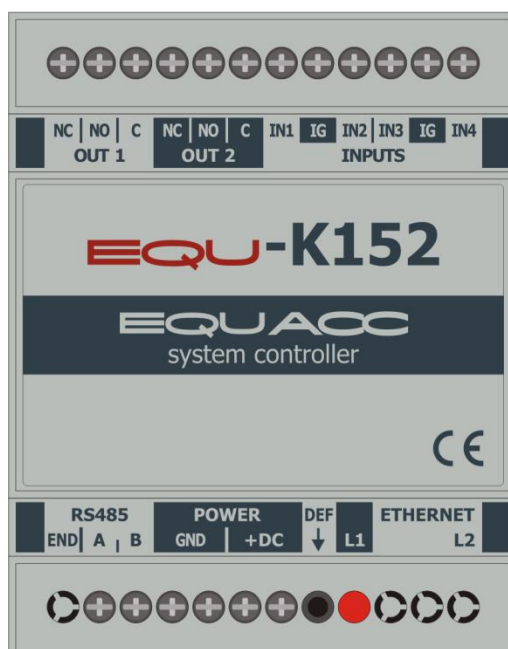 NC NO C NC NO C IN1 IG IN2 IN3 IG IN4
OUT 1 OUT 2 INPUTS
EQU-K152
EQUACC
system controller
CE
RS485 POWER DEF ETHERNET
END A B GND +DC ↓ L1 L2